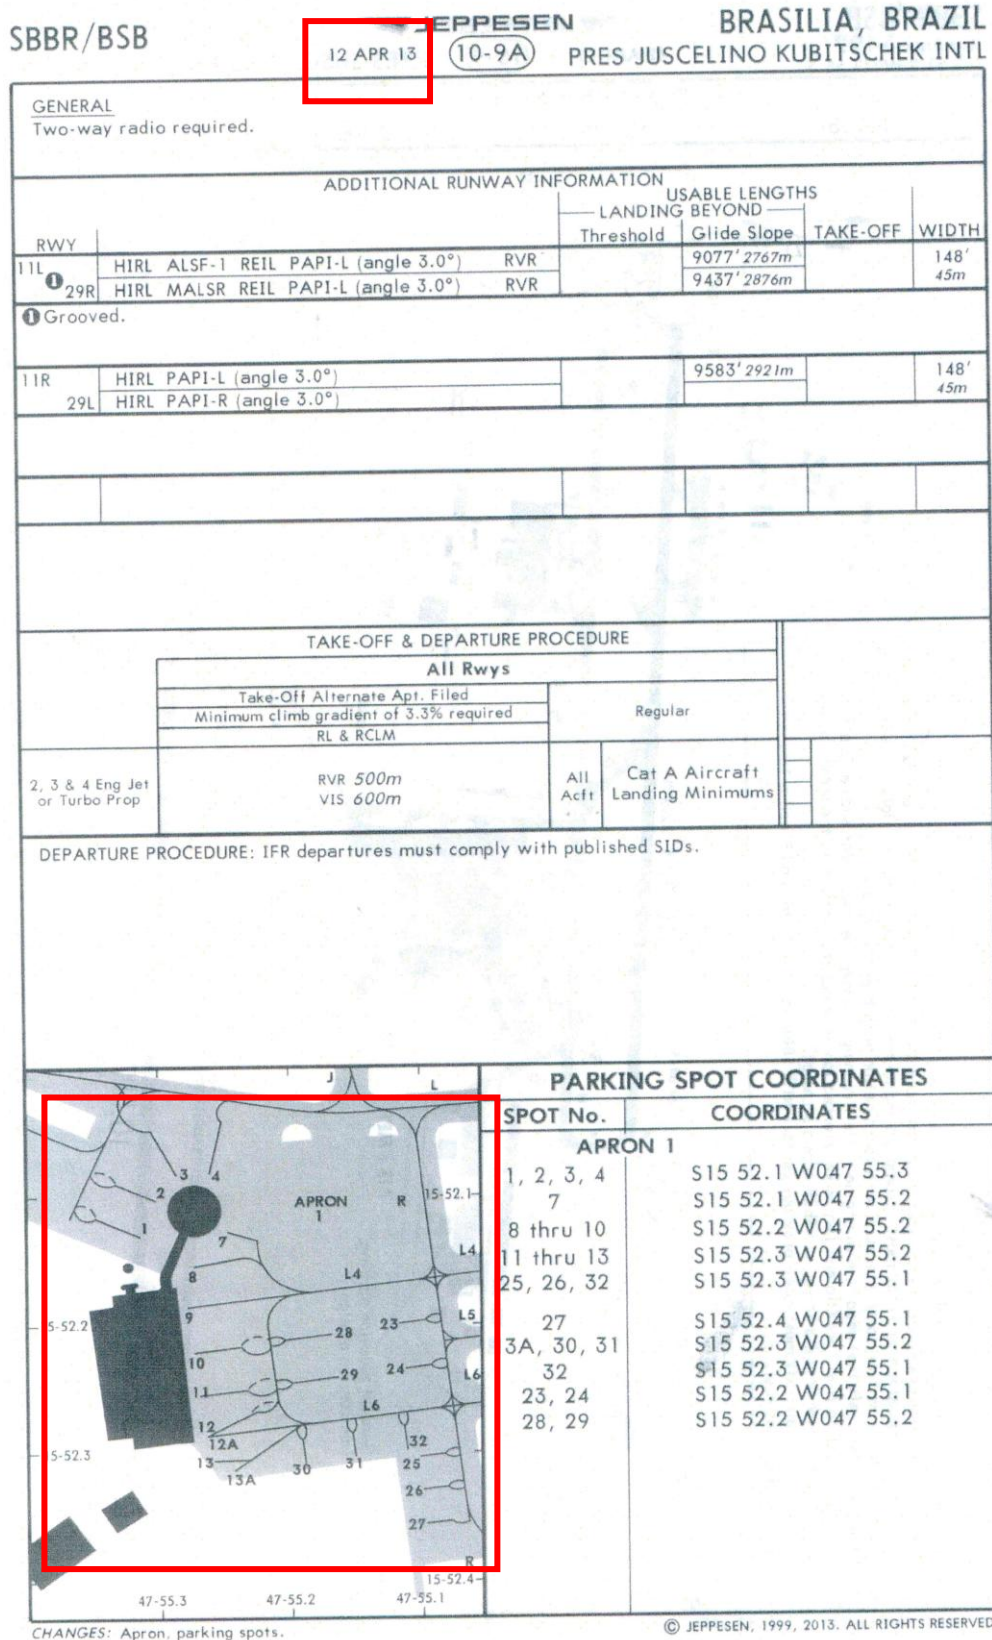 SBBR/BSB
JEPPESEN
BRASILIA, BRAZIL
12 APR 13
10-9A
PRES JUSCELINO KUBITSCHEK INTL
GENERAL
Two-way radio required.
ADDITIONAL RUNWAY INFORMATION
USABLE LENGTHS
LANDING BEYOND
RWY Threshold Glide Slope TAKE-OFF WIDTH
11L HIRL ALSF-1 REIL PAPI-L (angle 3.0°) RVR 9077' 2767m 148'
❶ 29R HIRL MALSR REIL PAPI-L (angle 3.0°) RVR 9437' 2876m 45m
❶ Grooved.
11R HIRL PAPI-L (angle 3.0°) 9583' 2921m 148'
29L HIRL PAPI-R (angle 3.0°) 45m
TAKE-OFF & DEPARTURE PROCEDURE
All Rwys
Take-Off Alternate Apt. Filed
Minimum climb gradient of 3.3% required
Regular
RL & RCLM
2, 3 & 4 Eng Jet
or Turbo Prop
RVR 500m
VIS 600m
All
Acft
Cat A Aircraft
Landing Minimums
DEPARTURE PROCEDURE: IFR departures must comply with published SIDs.
J
L
3
4
2
1
7
APRON
1
R
15-52.1
8
L4
L4
9
5-52.2
10
28
23
L5
11
29
24
L6
12
12A
L6
13
13A
30
31
32
25
5-52.3
26
27
R
15-52.4
47-55.3
47-55.2
47-55.1
PARKING SPOT COORDINATES
SPOT No. COORDINATES
APRON 1
1, 2, 3, 4 S15 52.1 W047 55.3
7 S15 52.1 W047 55.2
8 thru 10 S15 52.2 W047 55.2
11 thru 13 S15 52.3 W047 55.2
25, 26, 32 S15 52.3 W047 55.1
27 S15 52.4 W047 55.1
3A, 30, 31 S15 52.3 W047 55.2
32 S15 52.3 W047 55.1
23, 24 S15 52.2 W047 55.1
28, 29 S15 52.2 W047 55.2
CHANGES: Apron, parking spots.
© JEPPESEN, 1999, 2013. ALL RIGHTS RESERVED